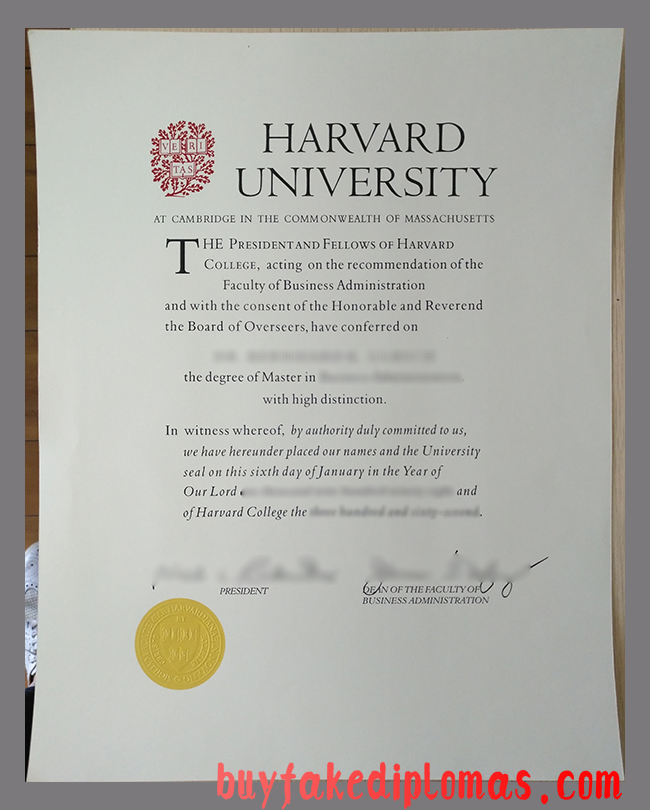 VE RI
TAS
HARVARD
UNIVERSITY
AT CAMBRIDGE IN THE COMMONWEALTH OF MASSACHUSETTS
THE PRESIDENT AND FELLOWS OF HARVARD
COLLEGE, acting on the recommendation of the
Faculty of Business Administration
and with the consent of the Honorable and Reverend
the Board of Overseers, have conferred on
the degree of Master in
with high distinction.
In witness whereof, by authority duly committed to us,
we have hereunder placed our names and the University
seal on this sixth day of January in the Year of
Our Lord and
of Harvard College the
PRESIDENT
DEAN OF THE FACULTY OF
BUSINESS ADMINISTRATION
buyfakediplomas.com